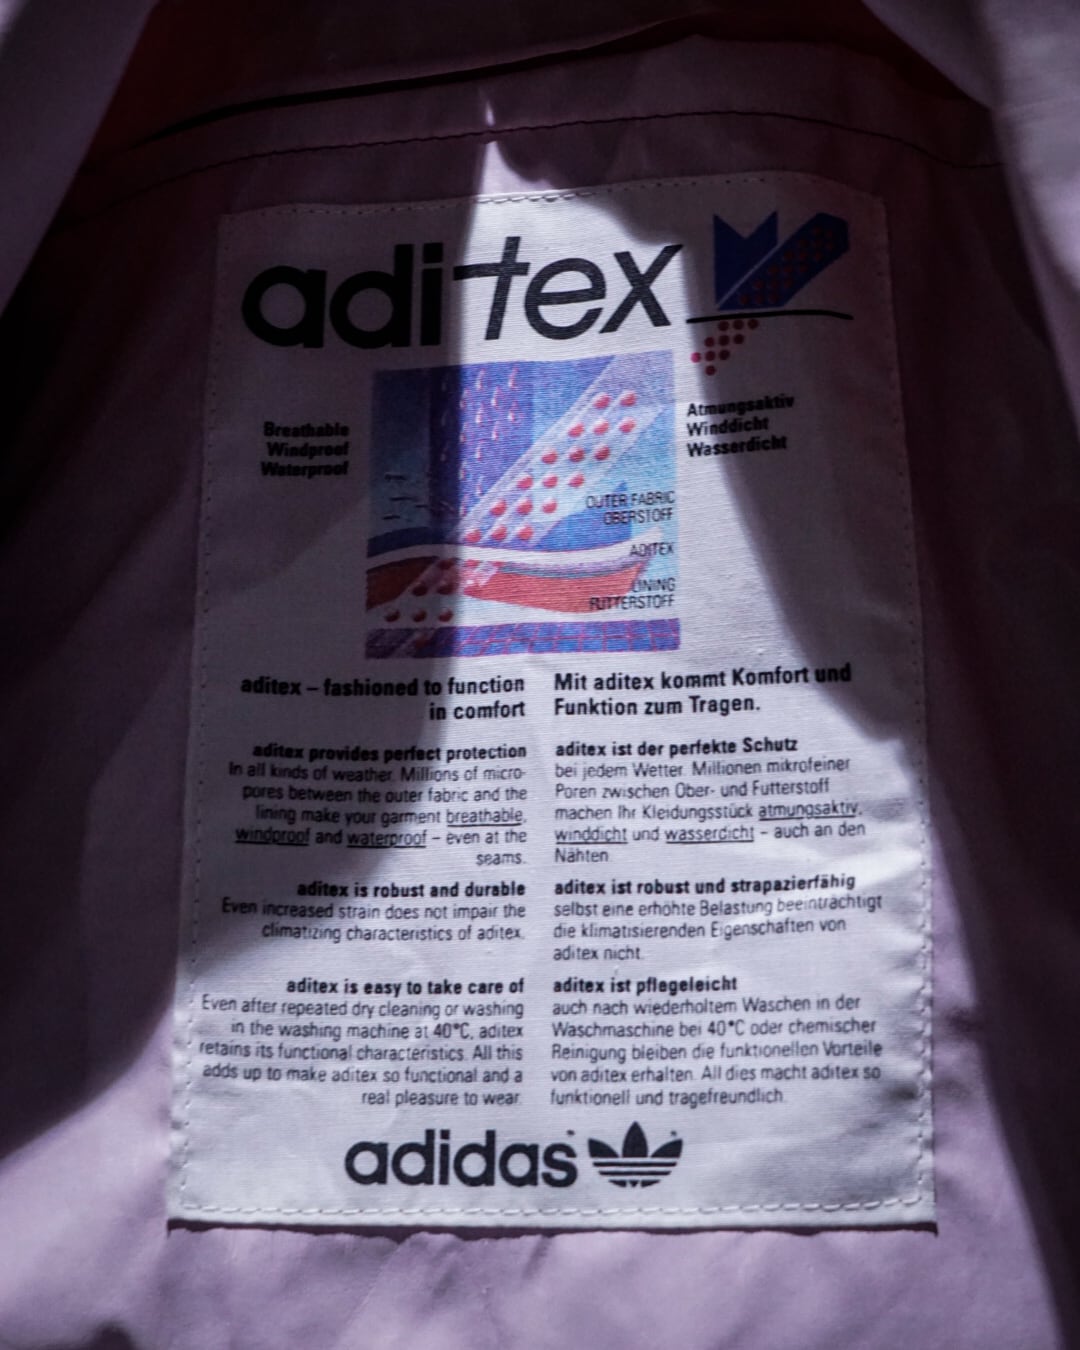 aditex
Breathable
Windproof
Waterproof
Atmungsaktiv
Winddicht
Wasserdicht
OUTER FABRIC
OBERSTOFF
ADITEX
LINING
FUTTERSTOFF
aditex – fashioned to function
in comfort
aditex provides perfect protection
In all kinds of weather. Millions of micro-
pores between the outer fabric and the
lining make your garment breathable,
windproof and waterproof – even at the
seams.
aditex is robust and durable
Even increased strain does not impair the
climatizing characteristics of aditex.
aditex is easy to take care of
Even after repeated dry cleaning or washing
in the washing machine at 40°C, aditex
retains its functional characteristics. All this
adds up to make aditex so functional and a
real pleasure to wear.
Mit aditex kommt Komfort und
Funktion zum Tragen.
aditex ist der perfekte Schutz
bei jedem Wetter. Millionen mikrofeiner
Poren zwischen Ober- und Futterstoff
machen Ihr Kleidungsstück atmungsaktiv,
winddicht und wasserdicht – auch an den
Nähten.
aditex ist robust und strapazierfähig
selbst eine erhöhte Belastung beeinträchtigt
die klimatisierenden Eigenschaften von
aditex nicht.
aditex ist pflegeleicht
auch nach wiederholtem Waschen in der
Waschmaschine bei 40°C oder chemischer
Reinigung bleiben die funktionellen Vorteile
von aditex erhalten. All dies macht aditex so
funktionell und tragefreundlich.
adidas